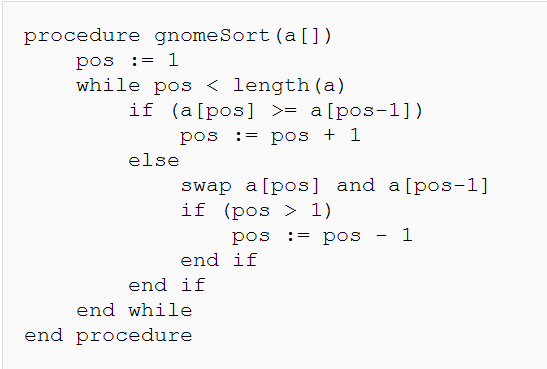 procedure gnomeSort(a[])
    pos := 1
    while pos < length(a)
        if (a[pos] >= a[pos-1])
            pos := pos + 1
        else
            swap a[pos] and a[pos-1]
            if (pos > 1)
                pos := pos - 1
            end if
        end if
    end while
end procedure